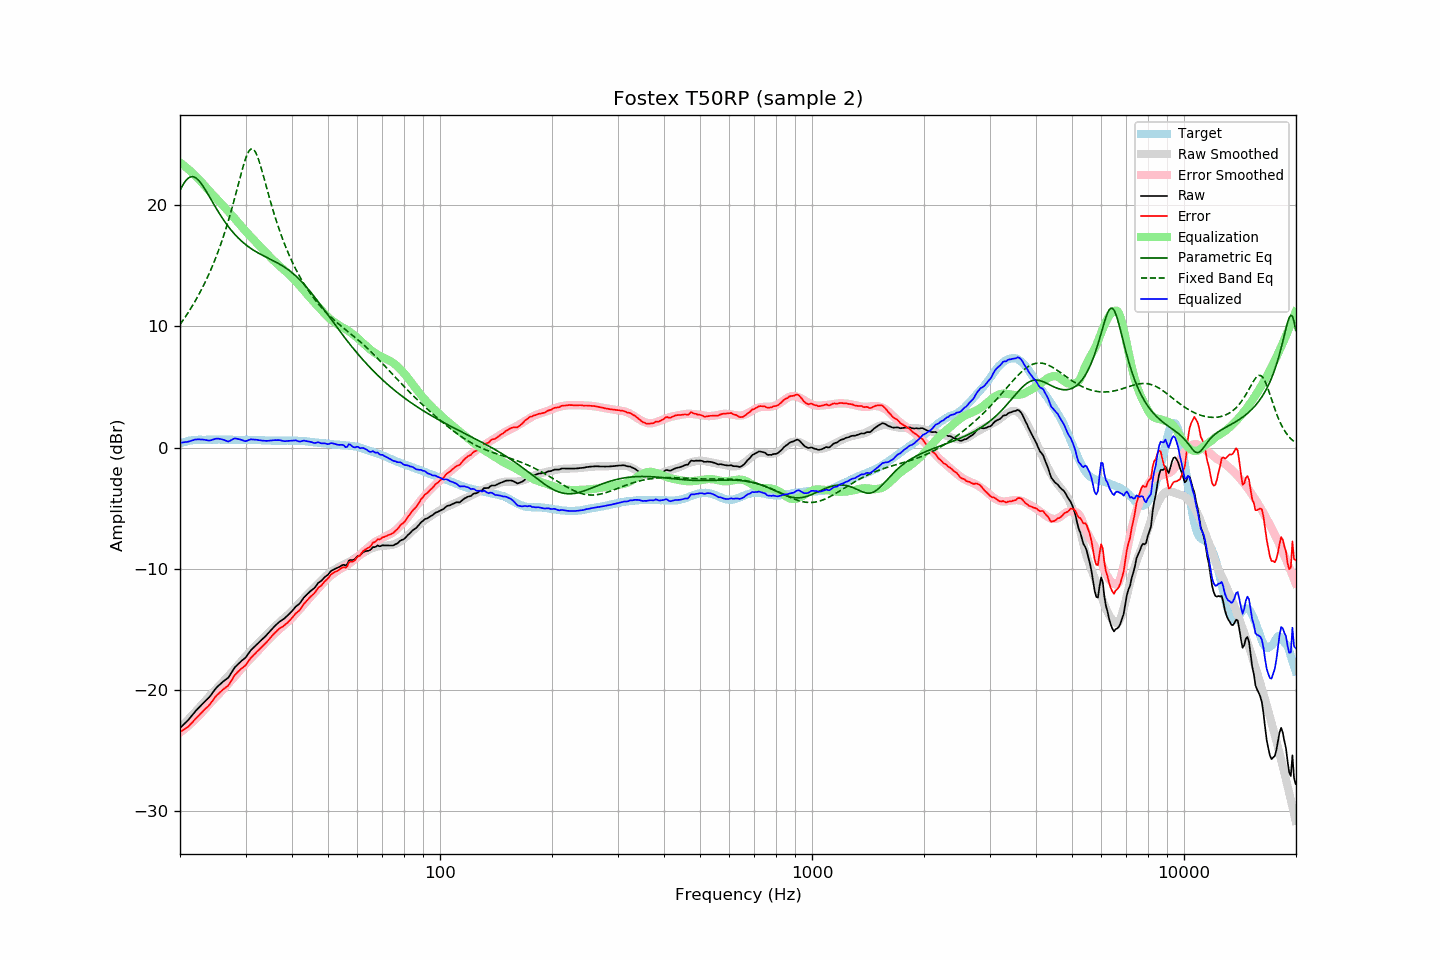 Fostex T50RP (sample 2)
Target
Raw Smoothed
Error Smoothed
Raw
Error
Equalization
Parametric Eq
Fixed Band Eq
Equalized
20
10
0
−10
−20
−30
Amplitude (dBr)
100
1000
10000
Frequency (Hz)